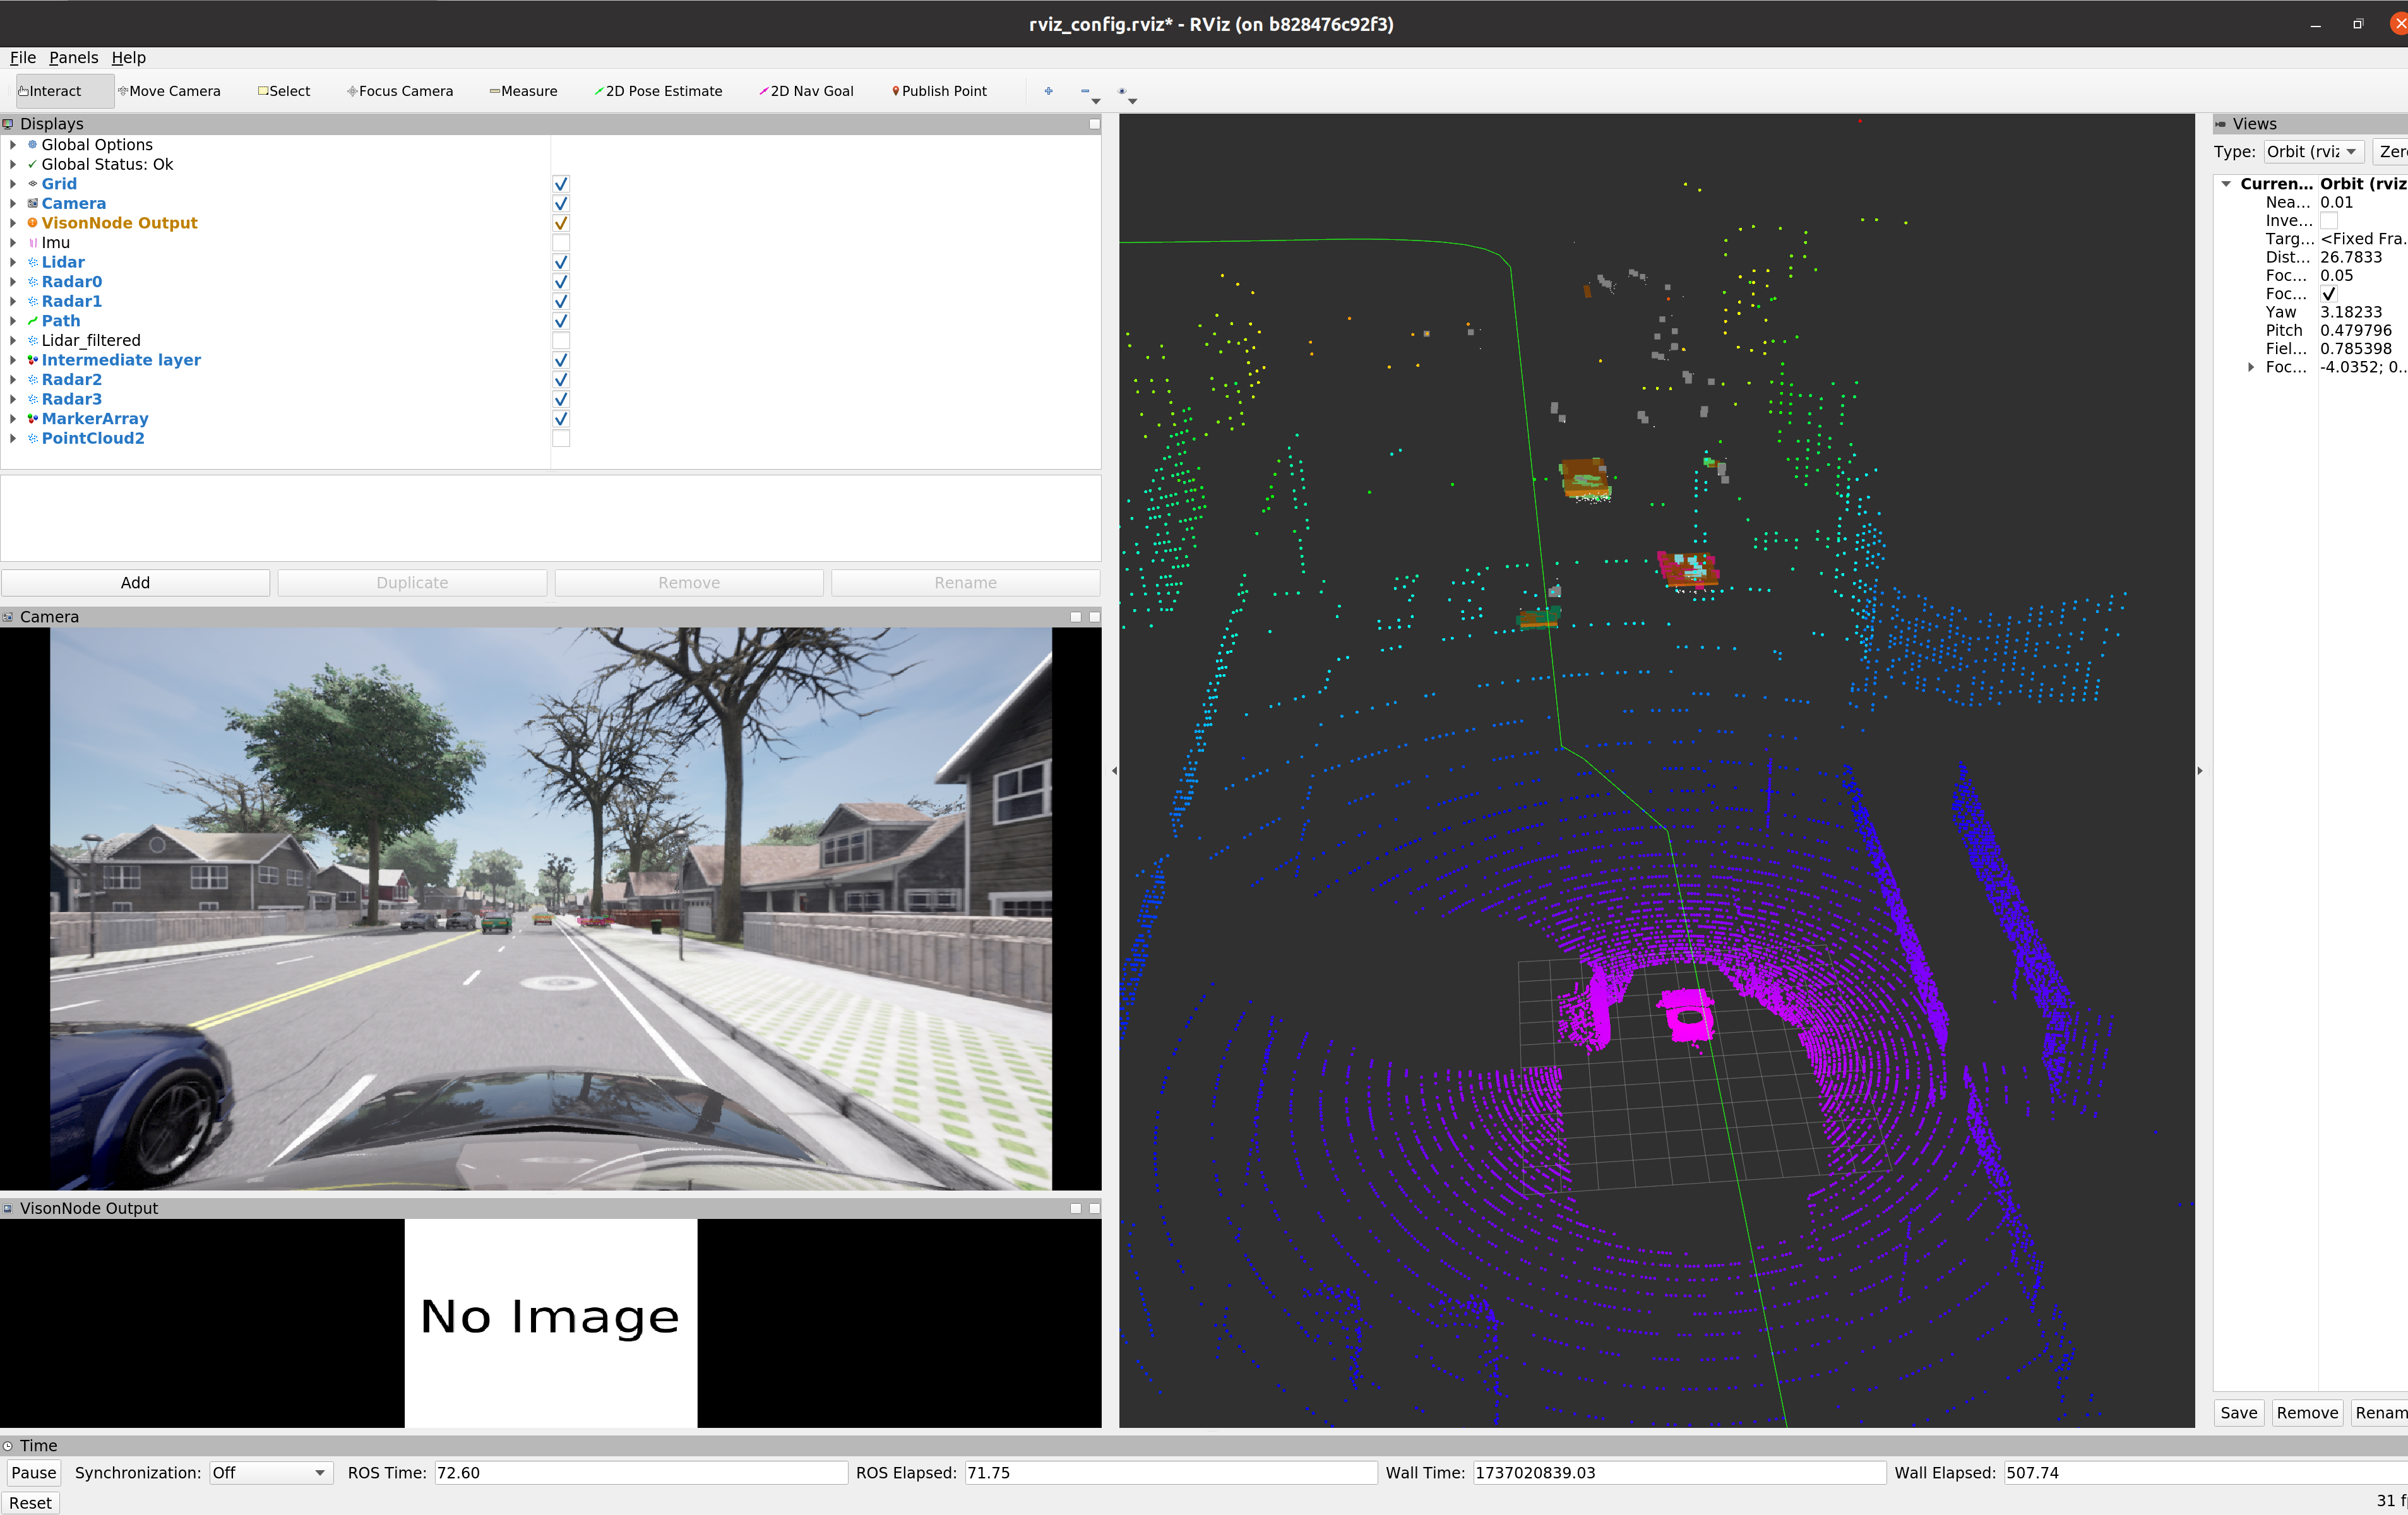 rviz_config.rviz* - RViz (on b828476c92f3)
File Panels Help
Interact Move Camera Select Focus Camera Measure 2D Pose Estimate 2D Nav Goal Publish Point
Displays
Global Options
Global Status: Ok
Grid
Camera
VisonNode Output
Imu
Lidar
Radar0
Radar1
Path
Lidar_filtered
Intermediate layer
Radar2
Radar3
MarkerArray
PointCloud2
Add Duplicate Remove Rename
Camera
VisonNode Output
No Image
Views
Type: Orbit (rviz Zero
Curren... Orbit (rviz
Nea... 0.01
Inve...
Targ... <Fixed Fra...
Dist... 26.7833
Foc... 0.05
Foc...
Yaw 3.18233
Pitch 0.479796
Fiel... 0.785398
Foc... -4.0352; 0...
Save Remove Renam
Time
Pause Synchronization: Off ROS Time: 72.60 ROS Elapsed: 71.75 Wall Time: 1737020839.03 Wall Elapsed: 507.74
Reset
31 f